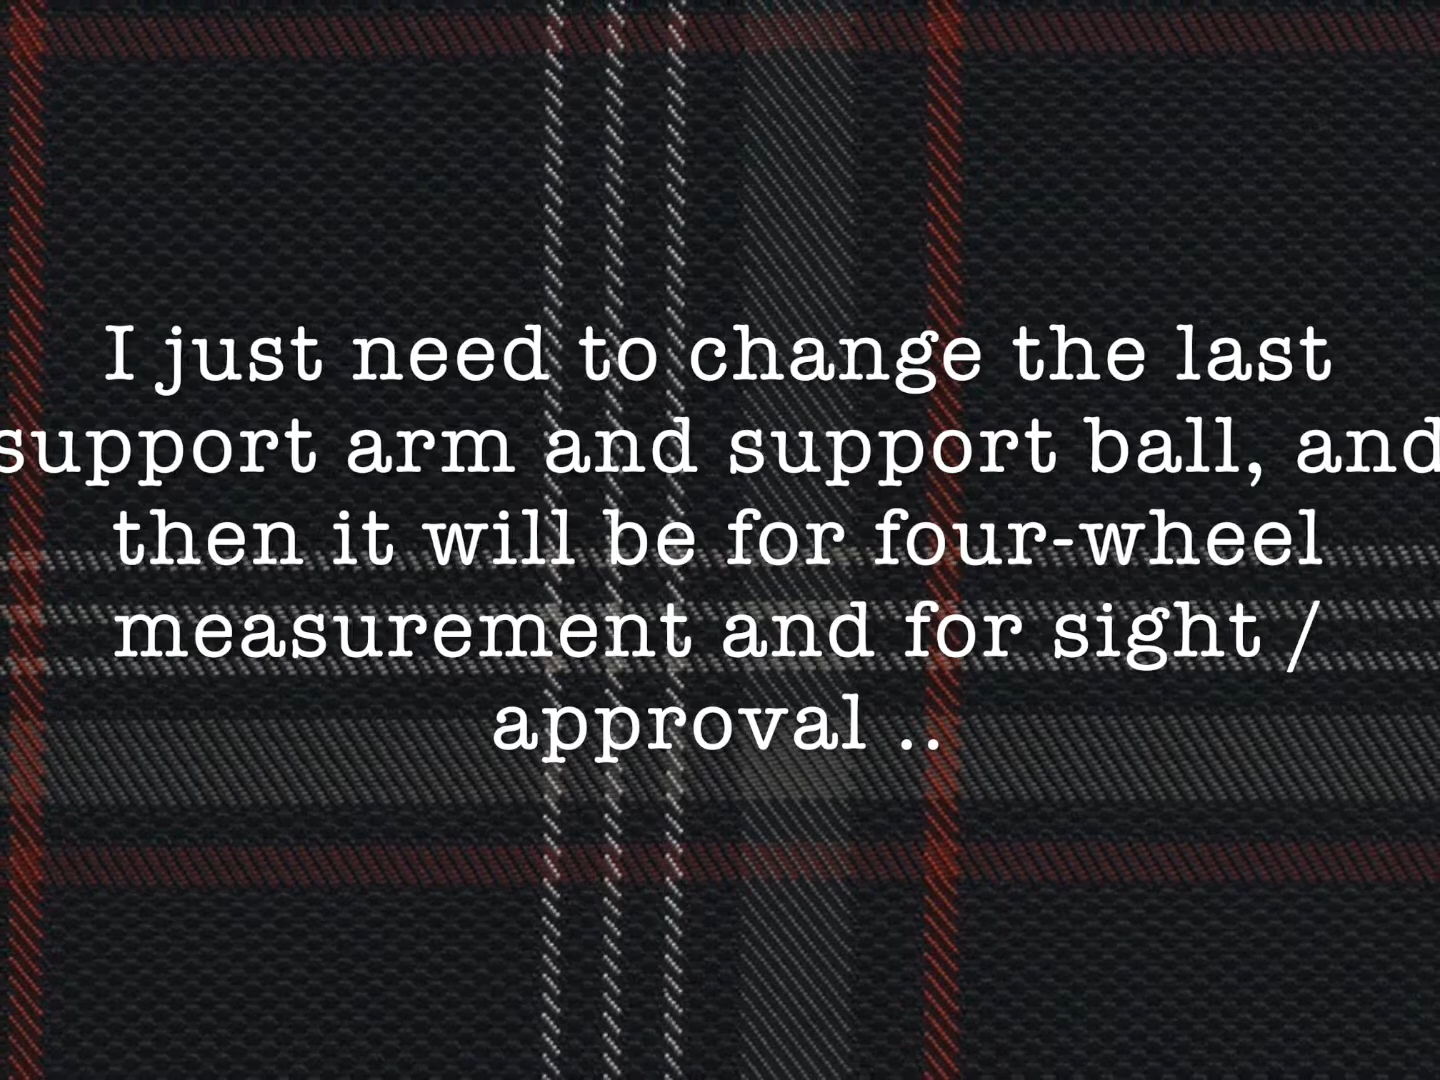 I just need to change the last
support arm and support ball, and
then it will be for four-wheel
measurement and for sight /
approval ..